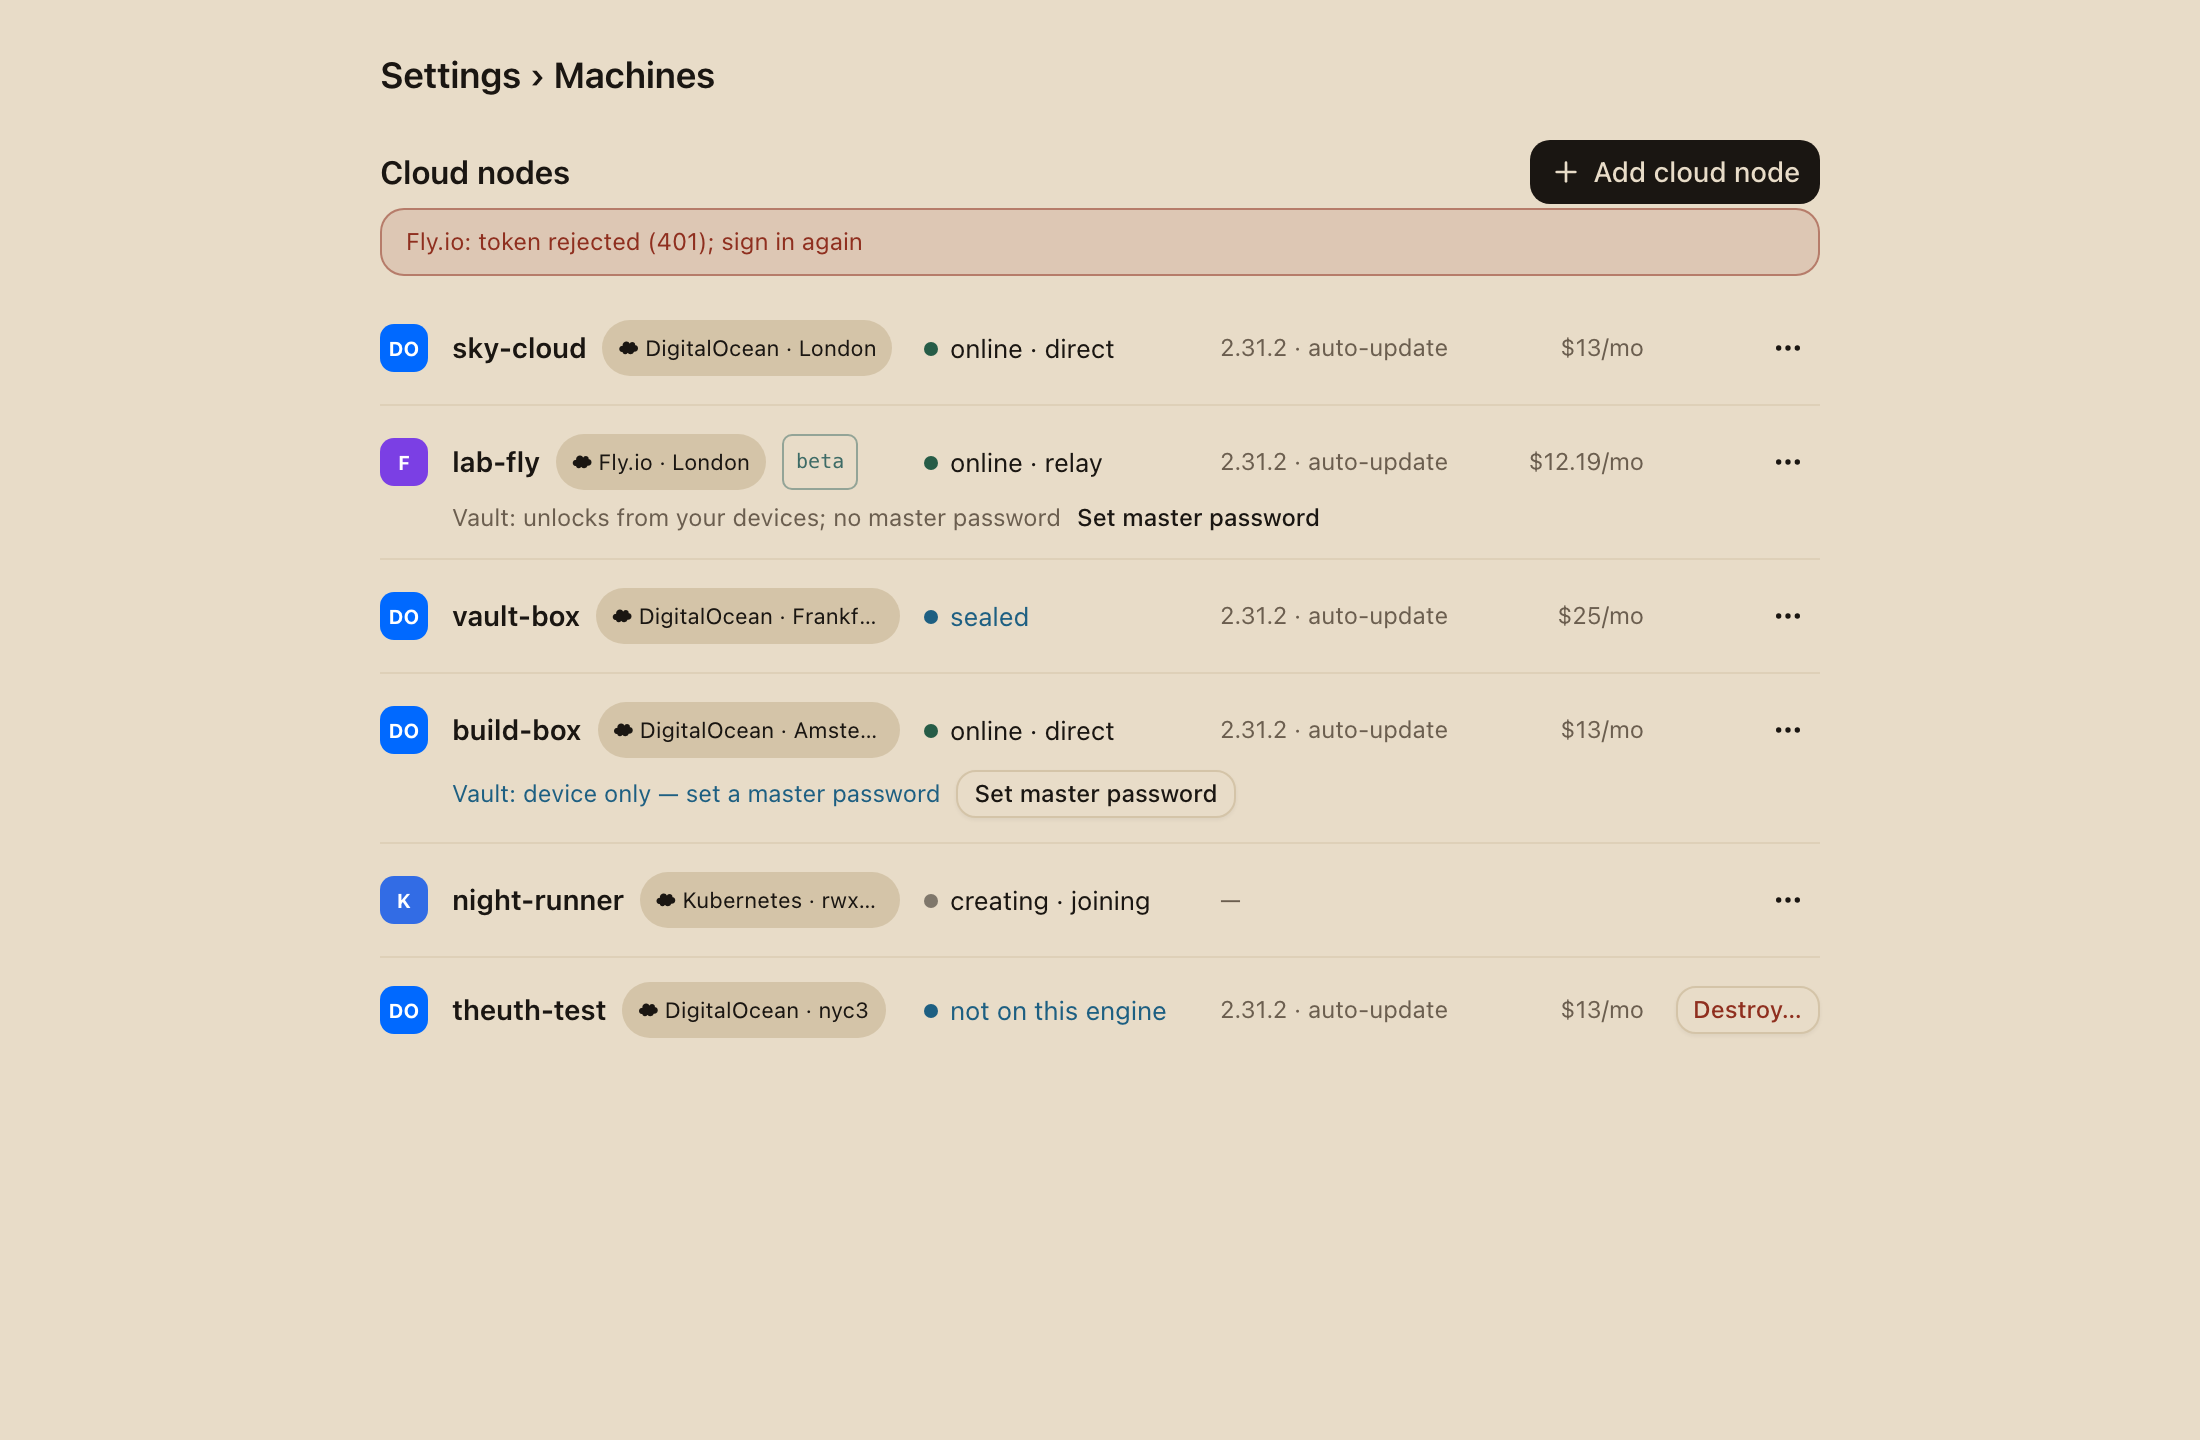 Settings › Machines
Cloud nodes
+ Add cloud node
Fly.io: token rejected (401); sign in again
DO sky-cloud DigitalOcean · London online · direct 2.31.2 · auto-update $13/mo
F lab-fly Fly.io · London beta online · relay 2.31.2 · auto-update $12.19/mo
Vault: unlocks from your devices; no master password Set master password
DO vault-box DigitalOcean · Frankf... sealed 2.31.2 · auto-update $25/mo
DO build-box DigitalOcean · Amste... online · direct 2.31.2 · auto-update $13/mo
Vault: device only — set a master password Set master password
K night-runner Kubernetes · rwx... creating · joining —
DO theuth-test DigitalOcean · nyc3 not on this engine 2.31.2 · auto-update $13/mo Destroy...